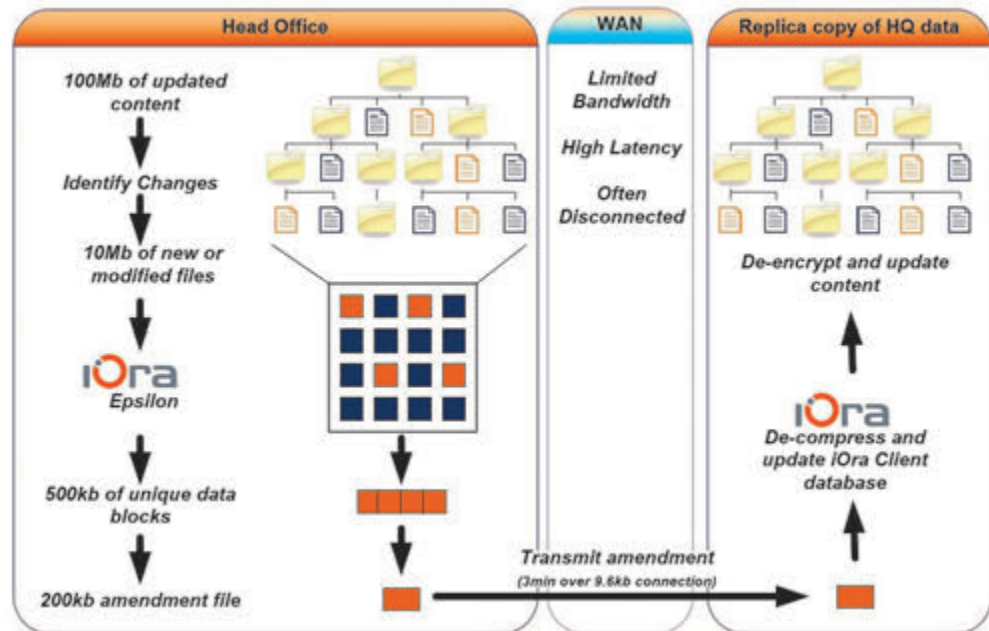 Head Office
100Mb of updated
content
Identify Changes
10Mb of new or
modified files
iOra
Epsilon
500kb of unique data
blocks
200kb amendment file
WAN
Limited
Bandwidth
High Latency
Often
Disconnected
Transmit amendment
(3min over 9.6kb connection)
Replica copy of HQ data
De-encrypt and update
content
iOra
De-compress and
update iOra Client
database